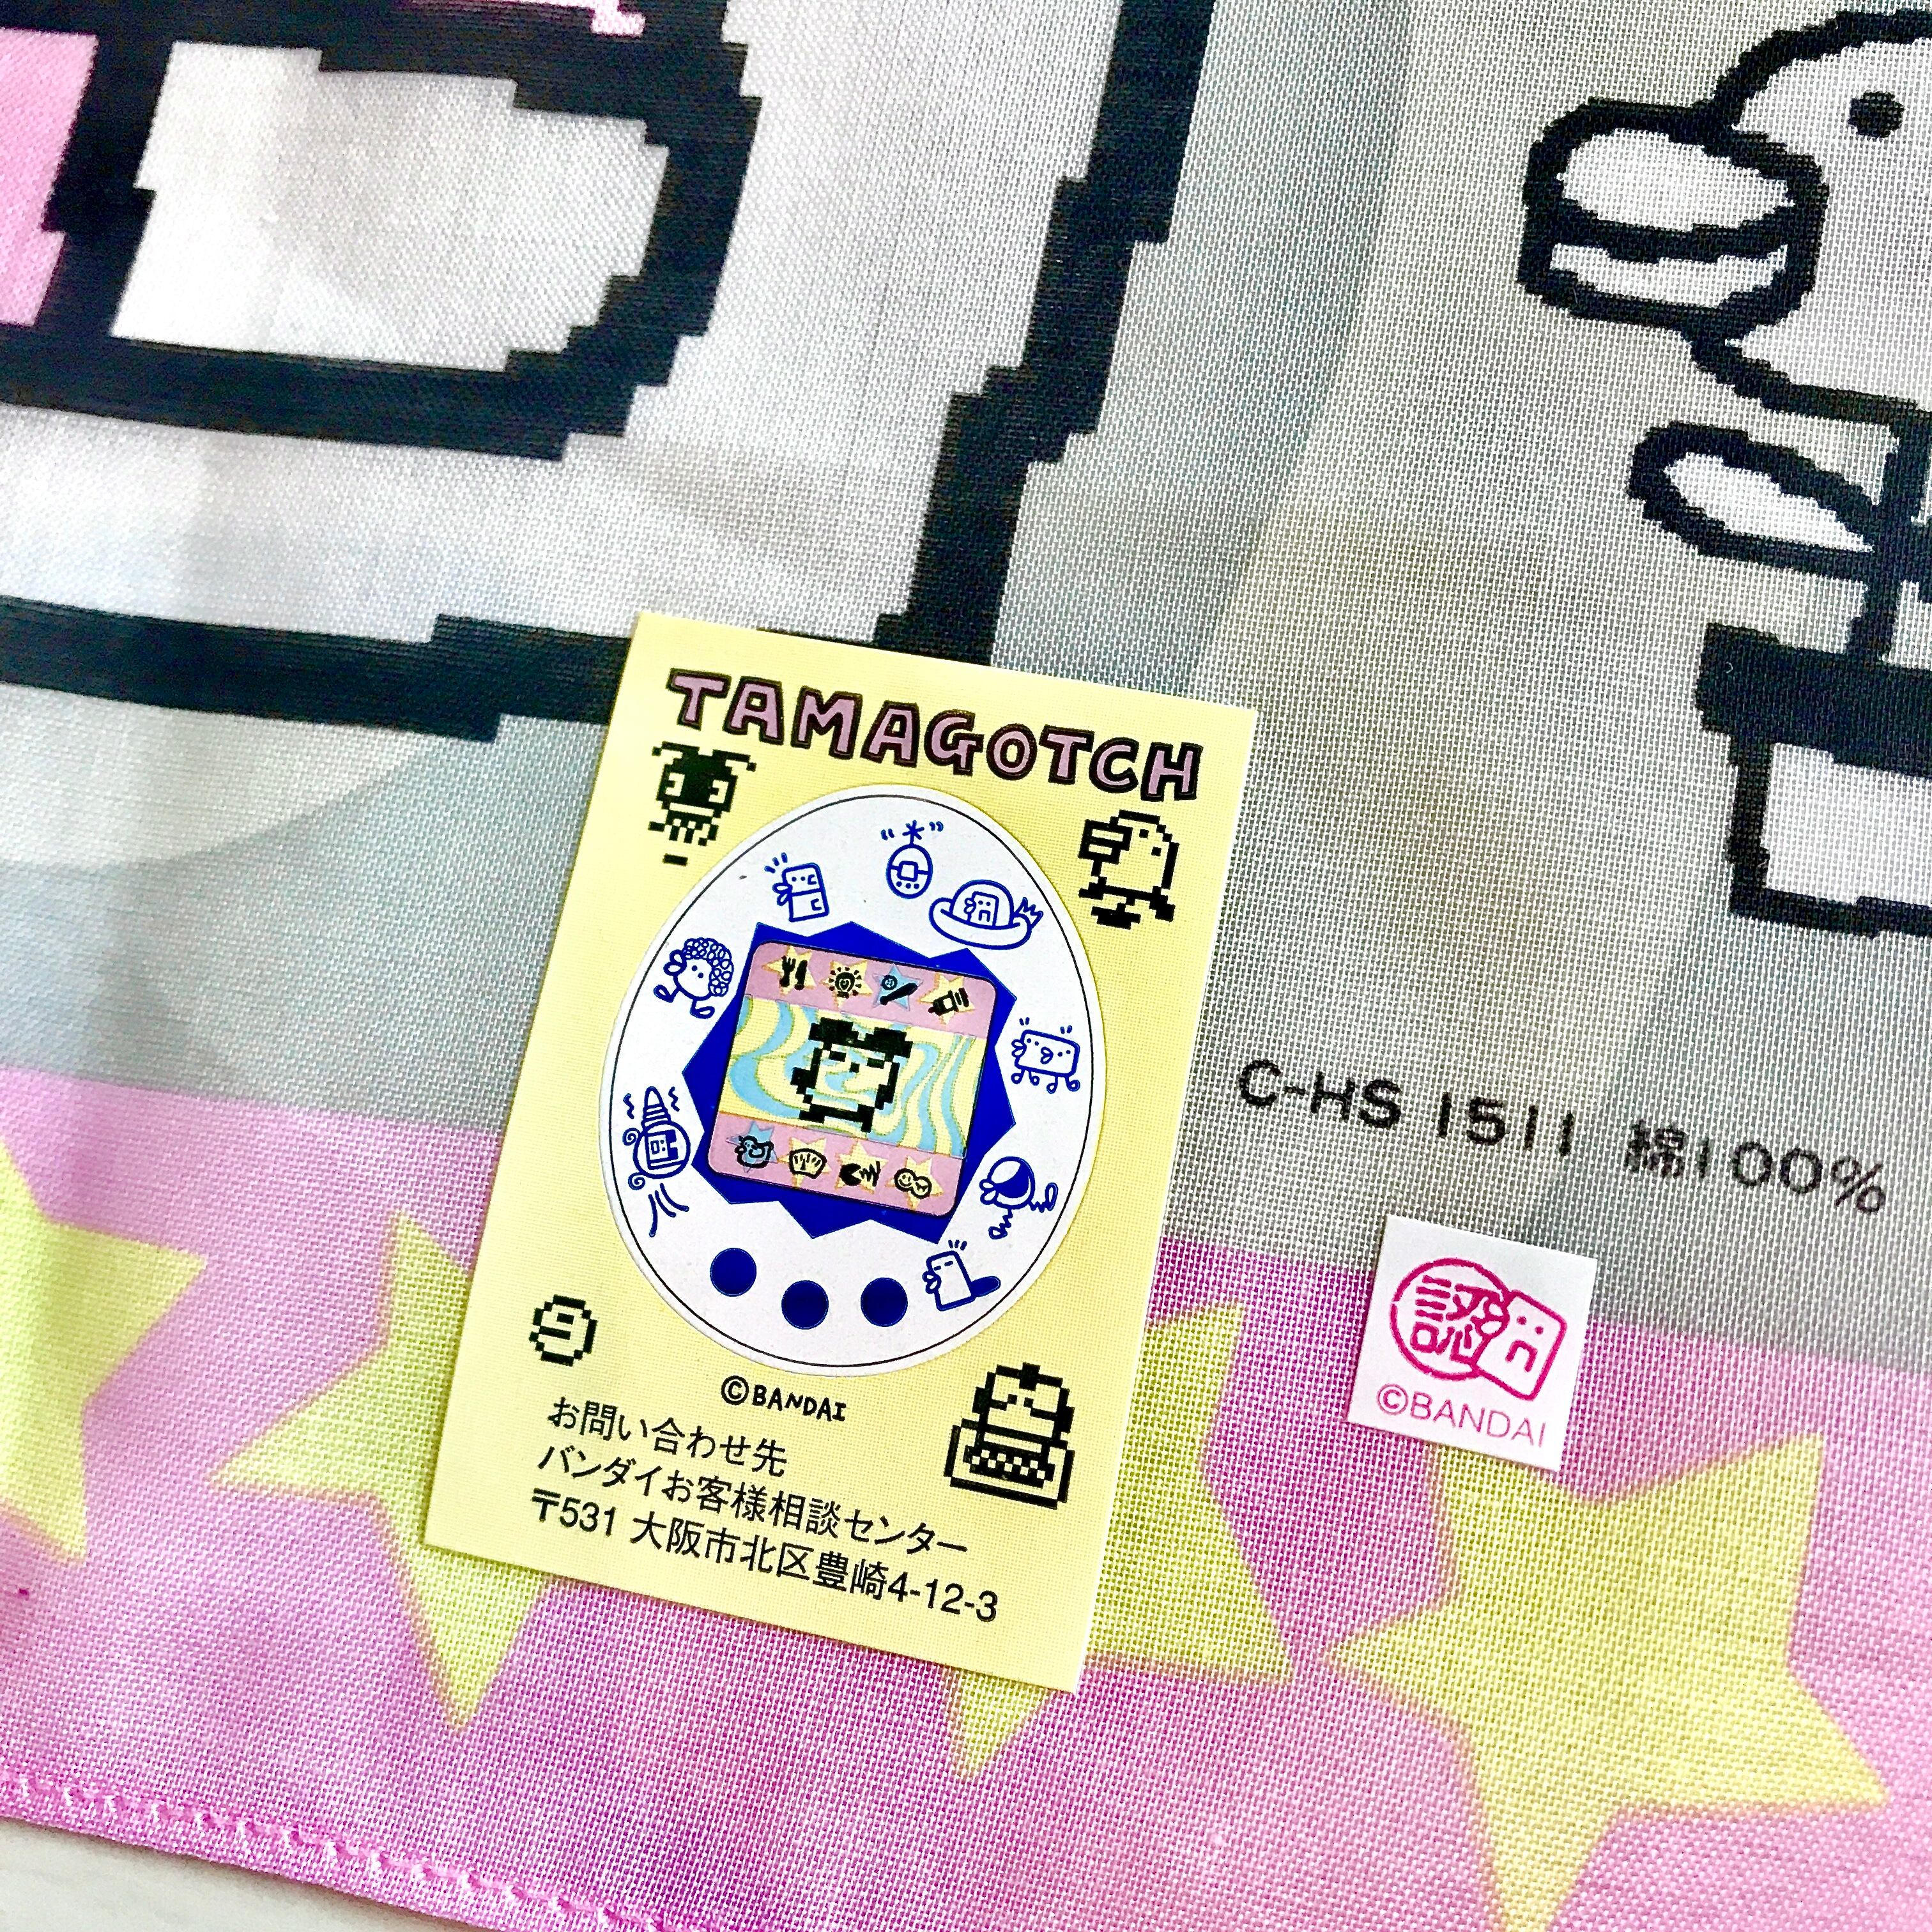 TAMAGOTCH
©BANDAI
お問い合わせ先
バンダイお客様相談センター
〒531 大阪市北区豊崎4-12-3
C-HS 1511 綿100%
認
©BANDAI